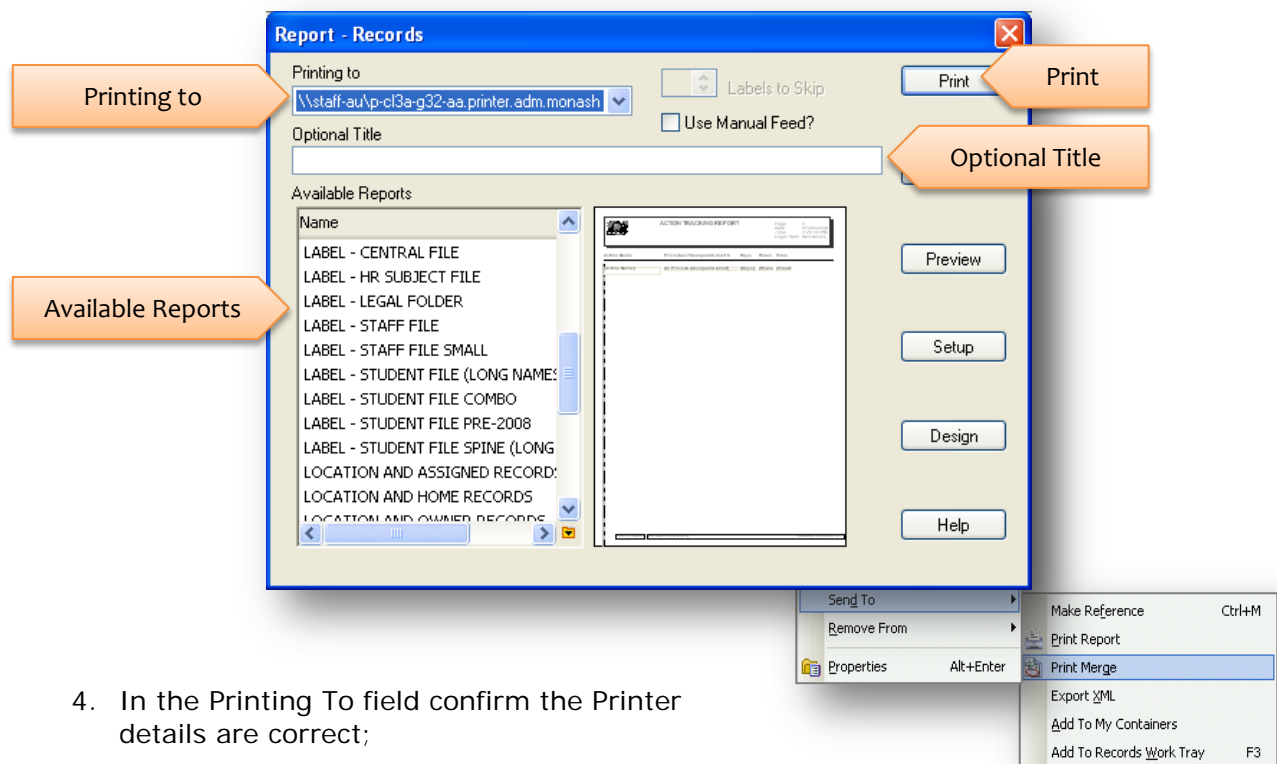 Report - Records
Printing to
Printing to
\\staff-au\p-cl3a-g32-aa.printer.adm.monash
Labels to Skip
Print
Print
Use Manual Feed?
Optional Title
Optional Title
Available Reports
Available Reports
Name
LABEL - CENTRAL FILE
LABEL - HR SUBJECT FILE
LABEL - LEGAL FOLDER
LABEL - STAFF FILE
LABEL - STAFF FILE SMALL
LABEL - STUDENT FILE (LONG NAMES
LABEL - STUDENT FILE COMBO
LABEL - STUDENT FILE PRE-2008
LABEL - STUDENT FILE SPINE (LONG
LOCATION AND ASSIGNED RECORDS
LOCATION AND HOME RECORDS
LOCATION AND OWNER RECORDS
ACTION TRACKING REPORT
Preview
Setup
Design
Help
Send To
Remove From
Properties Alt+Enter
Make Reference Ctrl+M
Print Report
Print Merge
Export XML
Add To My Containers
Add To Records Work Tray F3
4. In the Printing To field confirm the Printer
details are correct;